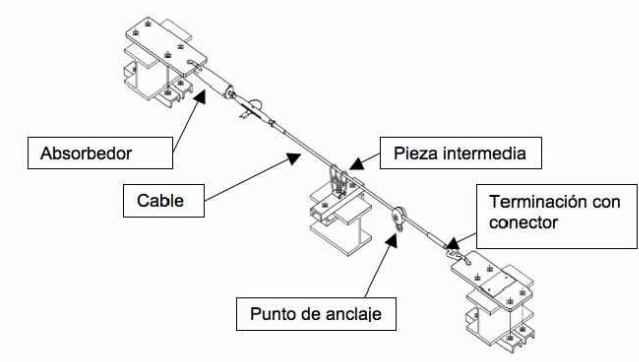 Absorbedor
Pieza intermedia
Cable
Terminación con
conector
Punto de anclaje